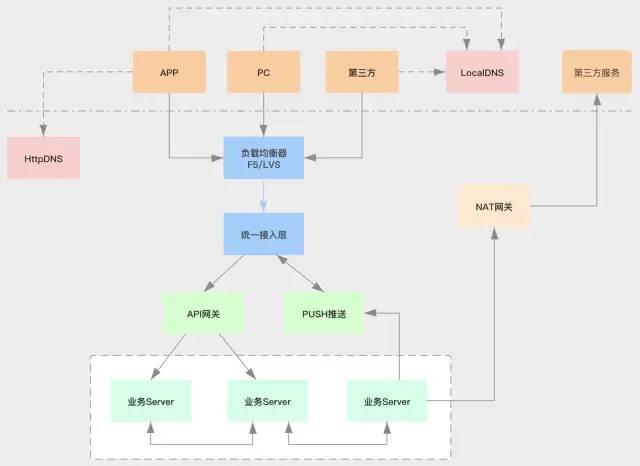 APP
PC
第三方
LocalDNS
第三方服务
HttpDNS
负载均衡器
F5/LVS
NAT网关
统一接入层
API网关
PUSH推送
业务Server
业务Server
业务Server